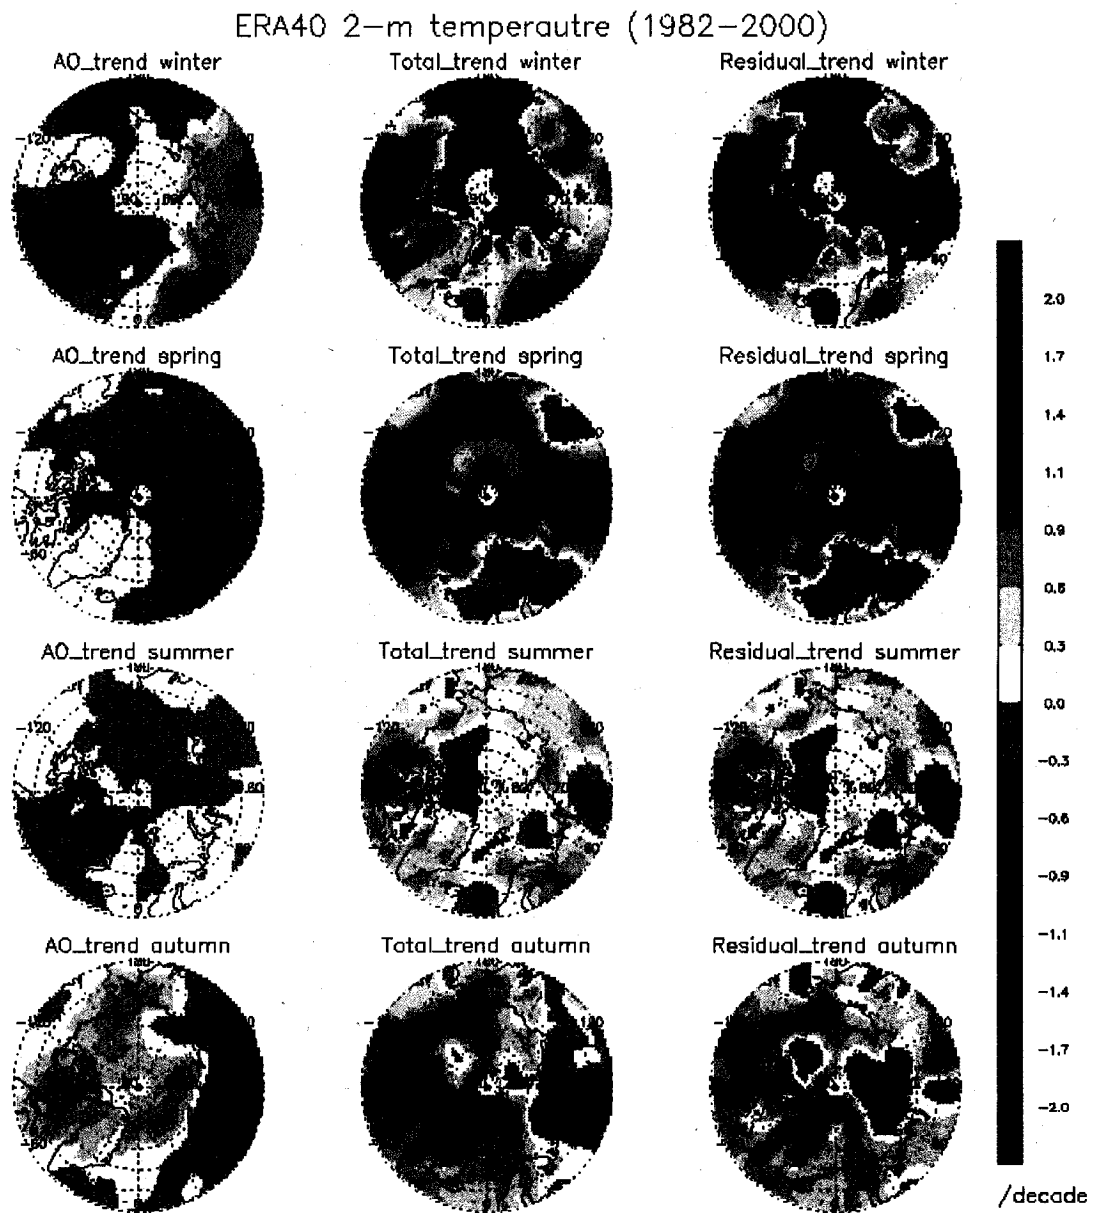 ERA40 2-m temperautre (1982-2000)
AO_trend winter
Total_trend winter
Residual_trend winter
AO_trend spring
Total_trend spring
Residual_trend spring
AO_trend summer
Total_trend summer
Residual_trend summer
AO_trend autumn
Total_trend autumn
Residual_trend autumn
2.0
1.7
1.4
1.1
0.9
0.6
0.3
0.0
-0.3
-0.6
-0.9
-1.1
-1.4
-1.7
-2.0
/decade